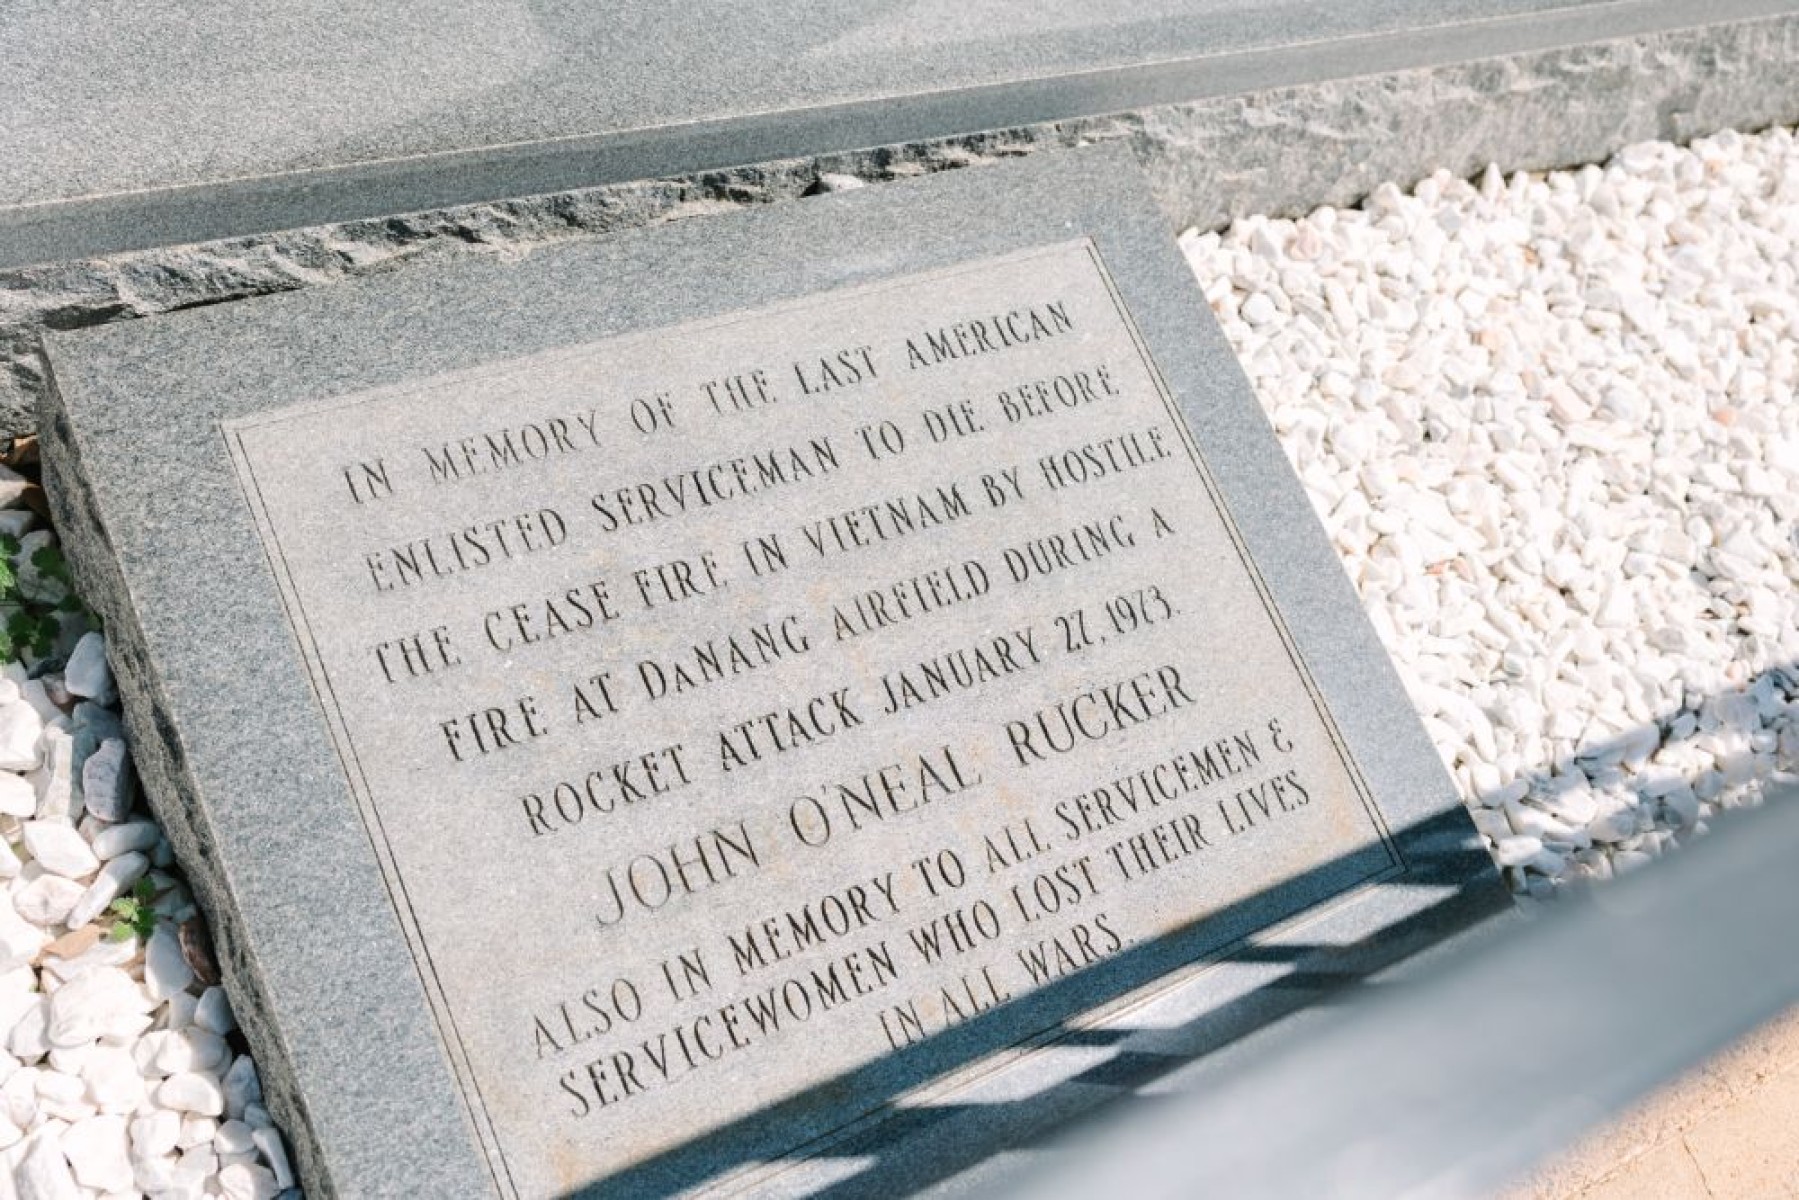 IN MEMORY OF THE LAST AMERICAN
ENLISTED SERVICEMAN TO DIE BEFORE
THE CEASE FIRE IN VIETNAM BY HOSTILE
FIRE AT DANANG AIRFIELD DURING A
ROCKET ATTACK JANUARY 27, 1973.
JOHN O'NEAL RUCKER
ALSO IN MEMORY TO ALL SERVICEMEN &
SERVICEWOMEN WHO LOST THEIR LIVES
IN ALL WARS.